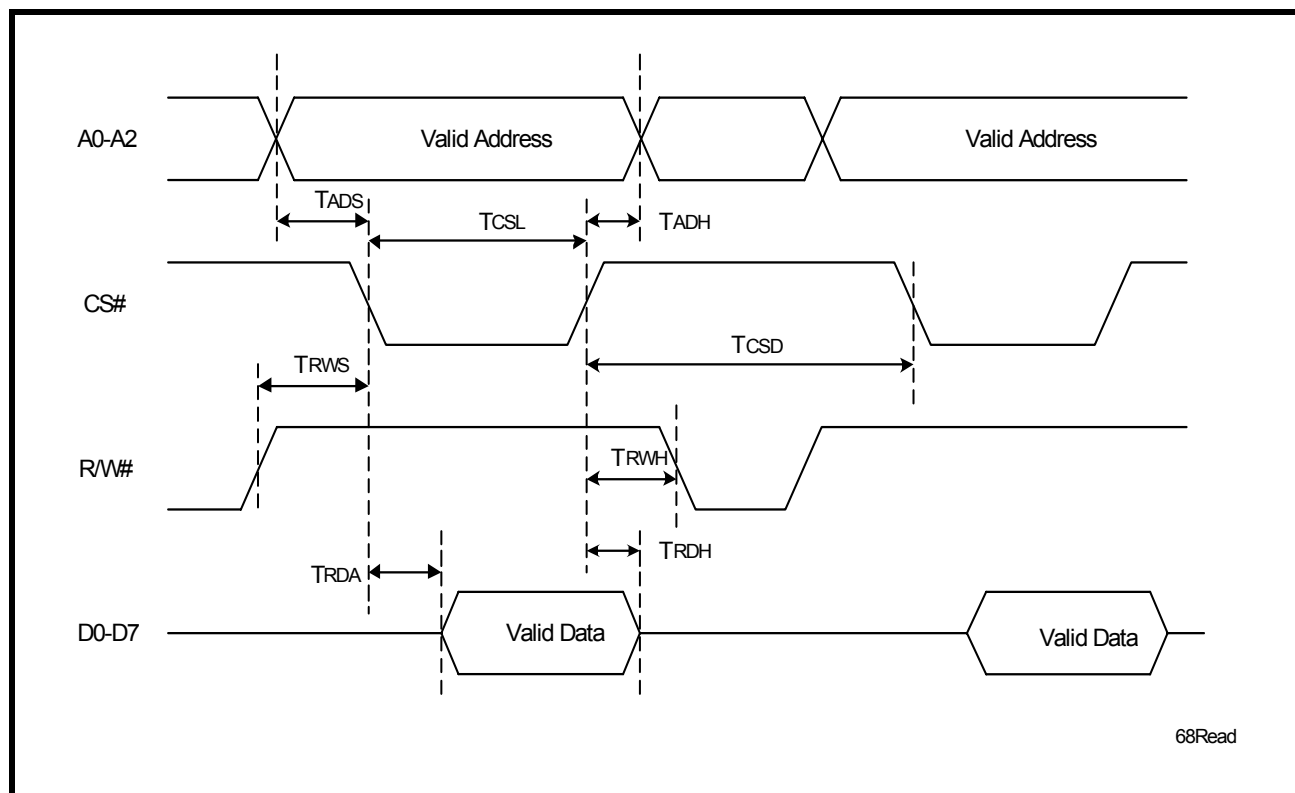 A0-A2
Valid Address
Valid Address
TADS
TCSL
TADH
CS#
TCSD
TRWS
R/W#
TRWH
TRDH
TRDA
D0-D7
Valid Data
Valid Data
68Read